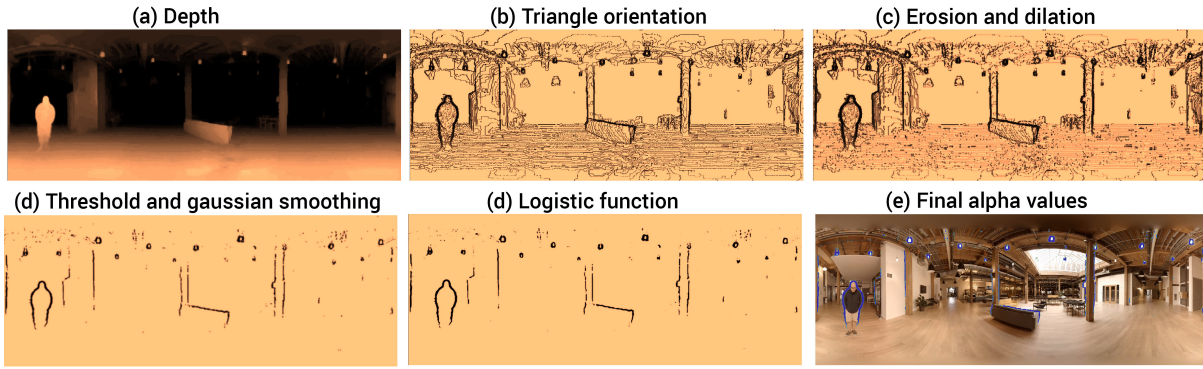 (a) Depth
(b) Triangle orientation
(c) Erosion and dilation
(d) Threshold and gaussian smoothing
(d) Logistic function
(e) Final alpha values